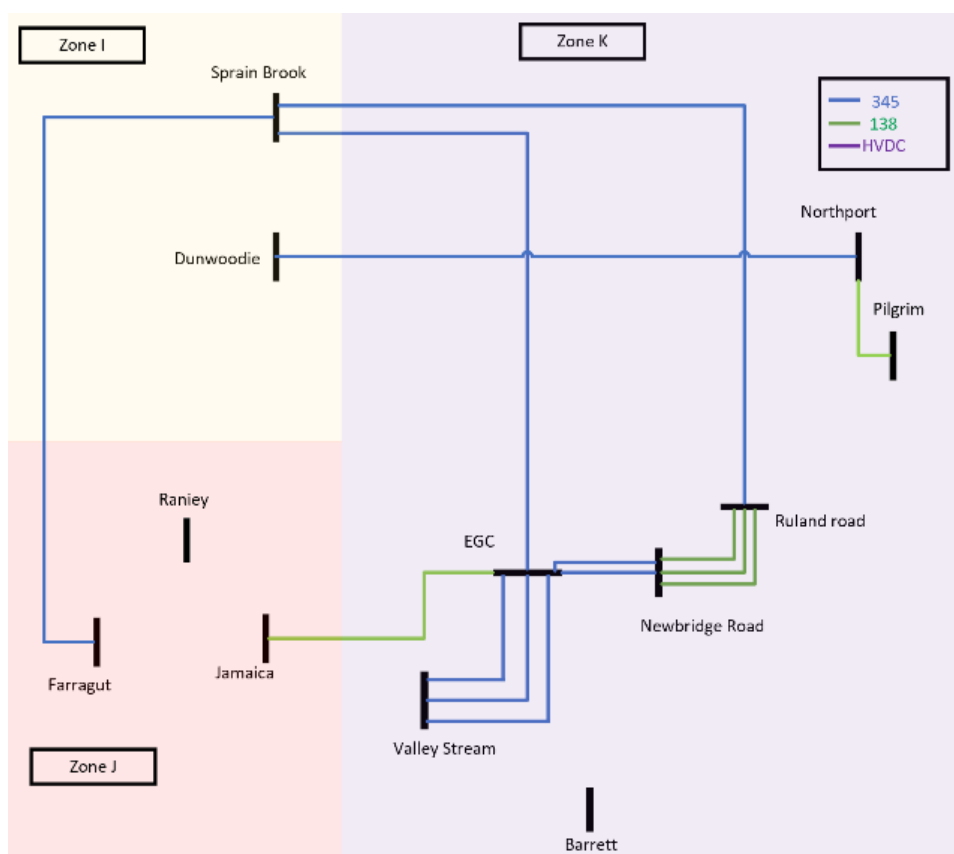 Zone I
Zone K
Sprain Brook
345
138
HVDC
Northport
Dunwoodie
Pilgrim
Raniey
Ruland road
EGC
Newbridge Road
Jamaica
Farragut
Valley Stream
Zone J
Barrett